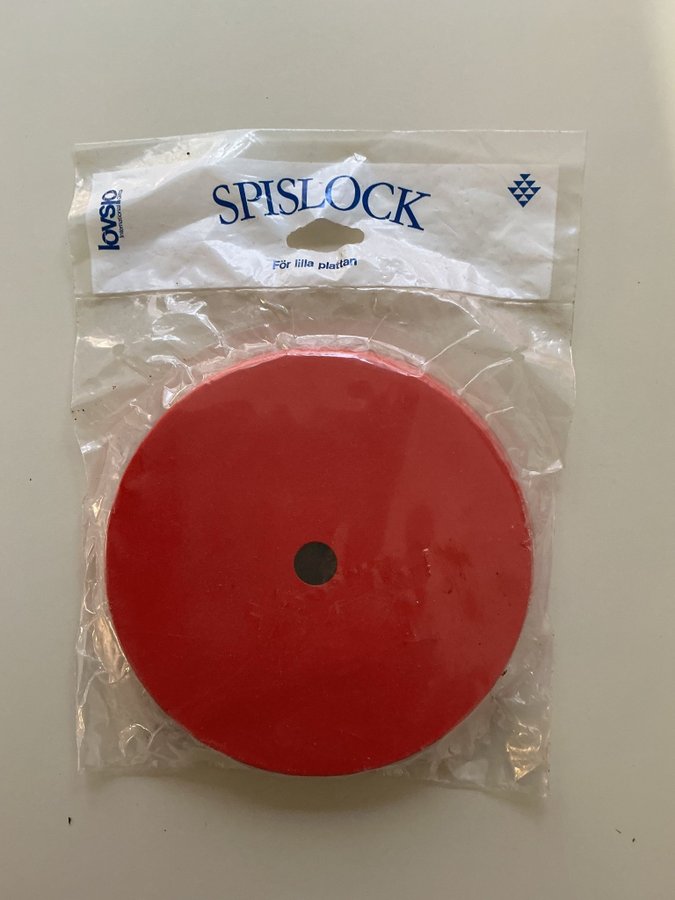 lovsjö
SPISLOCK
För lilla plattan